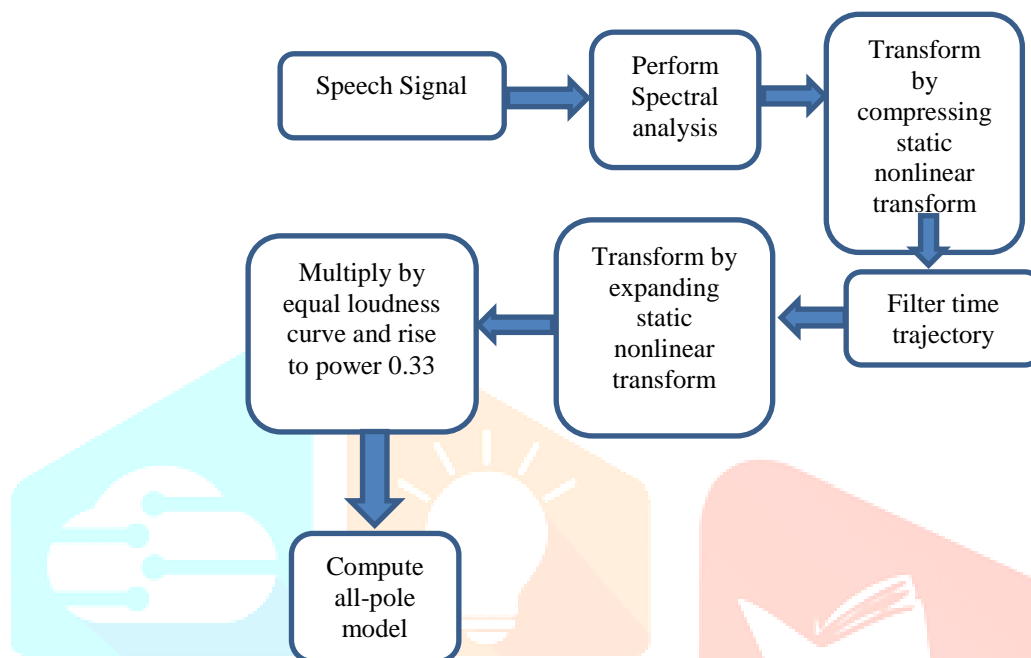 Speech Signal
Perform
Spectral
analysis
Transform
by
compressing
static
nonlinear
transform
Filter time
trajectory
Transform by
expanding
static
nonlinear
transform
Multiply by
equal loudness
curve and rise
to power 0.33
Compute
all-pole
model